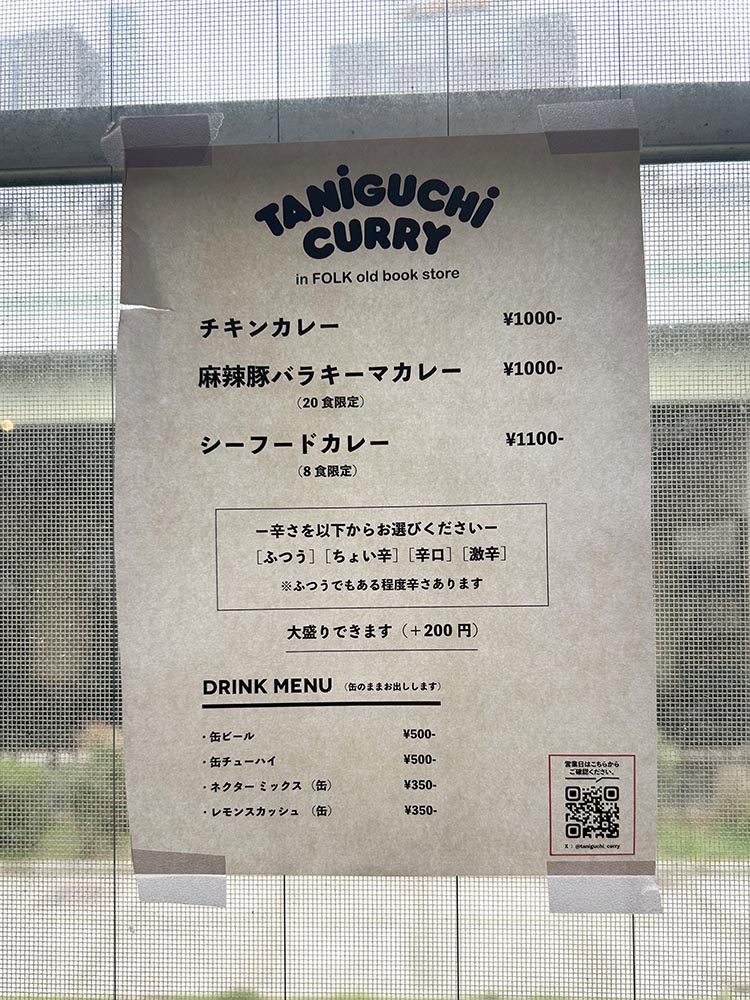 TANiGUCHi
CURRY
in FOLK old book store
チキンカレー ¥1000-
麻辣豚バラキーマカレー ¥1000-
（20 食限定）
シーフードカレー ¥1100-
（8 食限定）
ー辛さを以下からお選びくださいー
［ふつう］［ちょい辛］［辛口］［激辛］
※ふつうでもある程度辛さあります
大盛りできます（＋200 円）
DRINK MENU （缶のままお出しします）
・缶ビール ¥500-
・缶チューハイ ¥500-
・ネクター ミックス （缶） ¥350-
・レモンスカッシュ （缶） ¥350-
営業日はこちらから
ご確認ください。
X : @taniguchi_curry